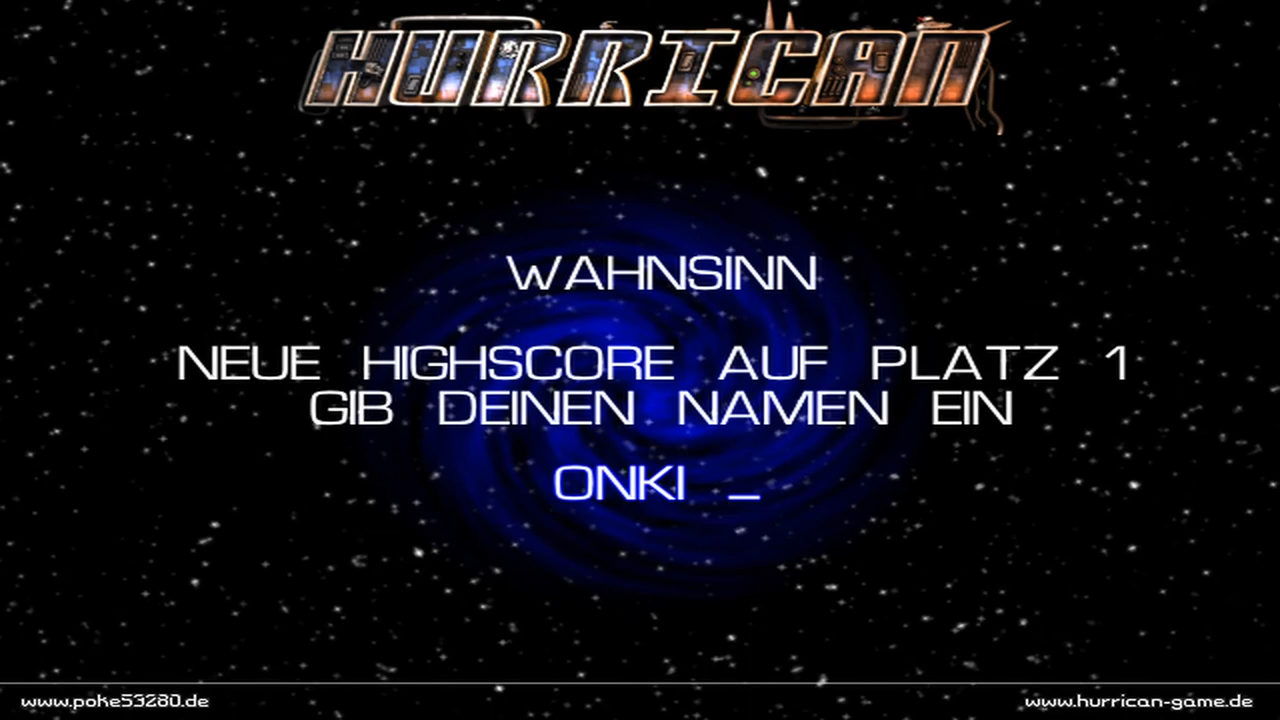 HURRICAN
WAHNSINN
NEUE HIGHSCORE AUF PLATZ 1
GIB DEINEN NAMEN EIN
ONKI _
www.poke53280.de
www.hurrican-game.de